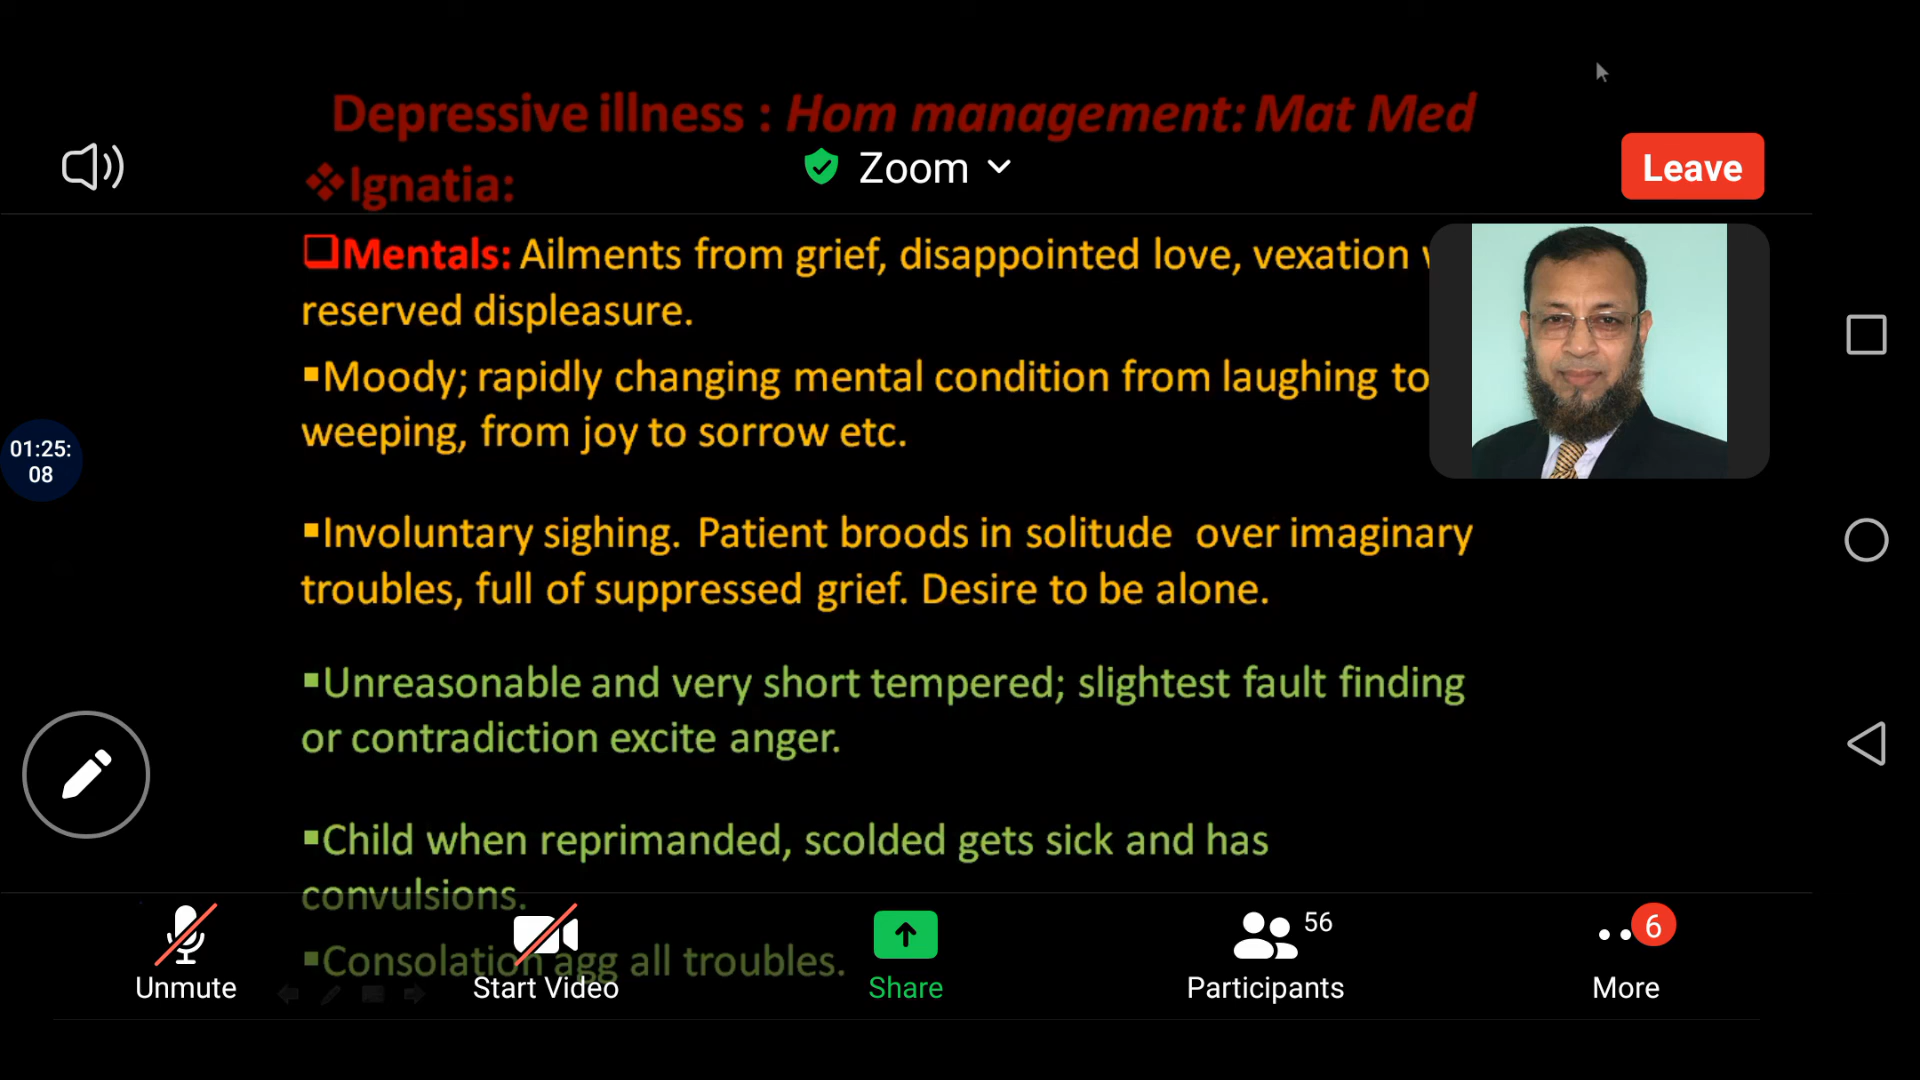 Depressive illness : Hom management: Mat Med
Zoom
Leave
❖Ignatia:
❑Mentals: Ailments from grief, disappointed love, vexation
reserved displeasure.
▪Moody; rapidly changing mental condition from laughing to
weeping, from joy to sorrow etc.
01:25:
08
▪Involuntary sighing. Patient broods in solitude over imaginary
troubles, full of suppressed grief. Desire to be alone.
▪Unreasonable and very short tempered; slightest fault finding
or contradiction excite anger.
▪Child when reprimanded, scolded gets sick and has
convulsions.
▪Consolation agg all troubles.
56
6
Unmute
Start Video
Share
Participants
More